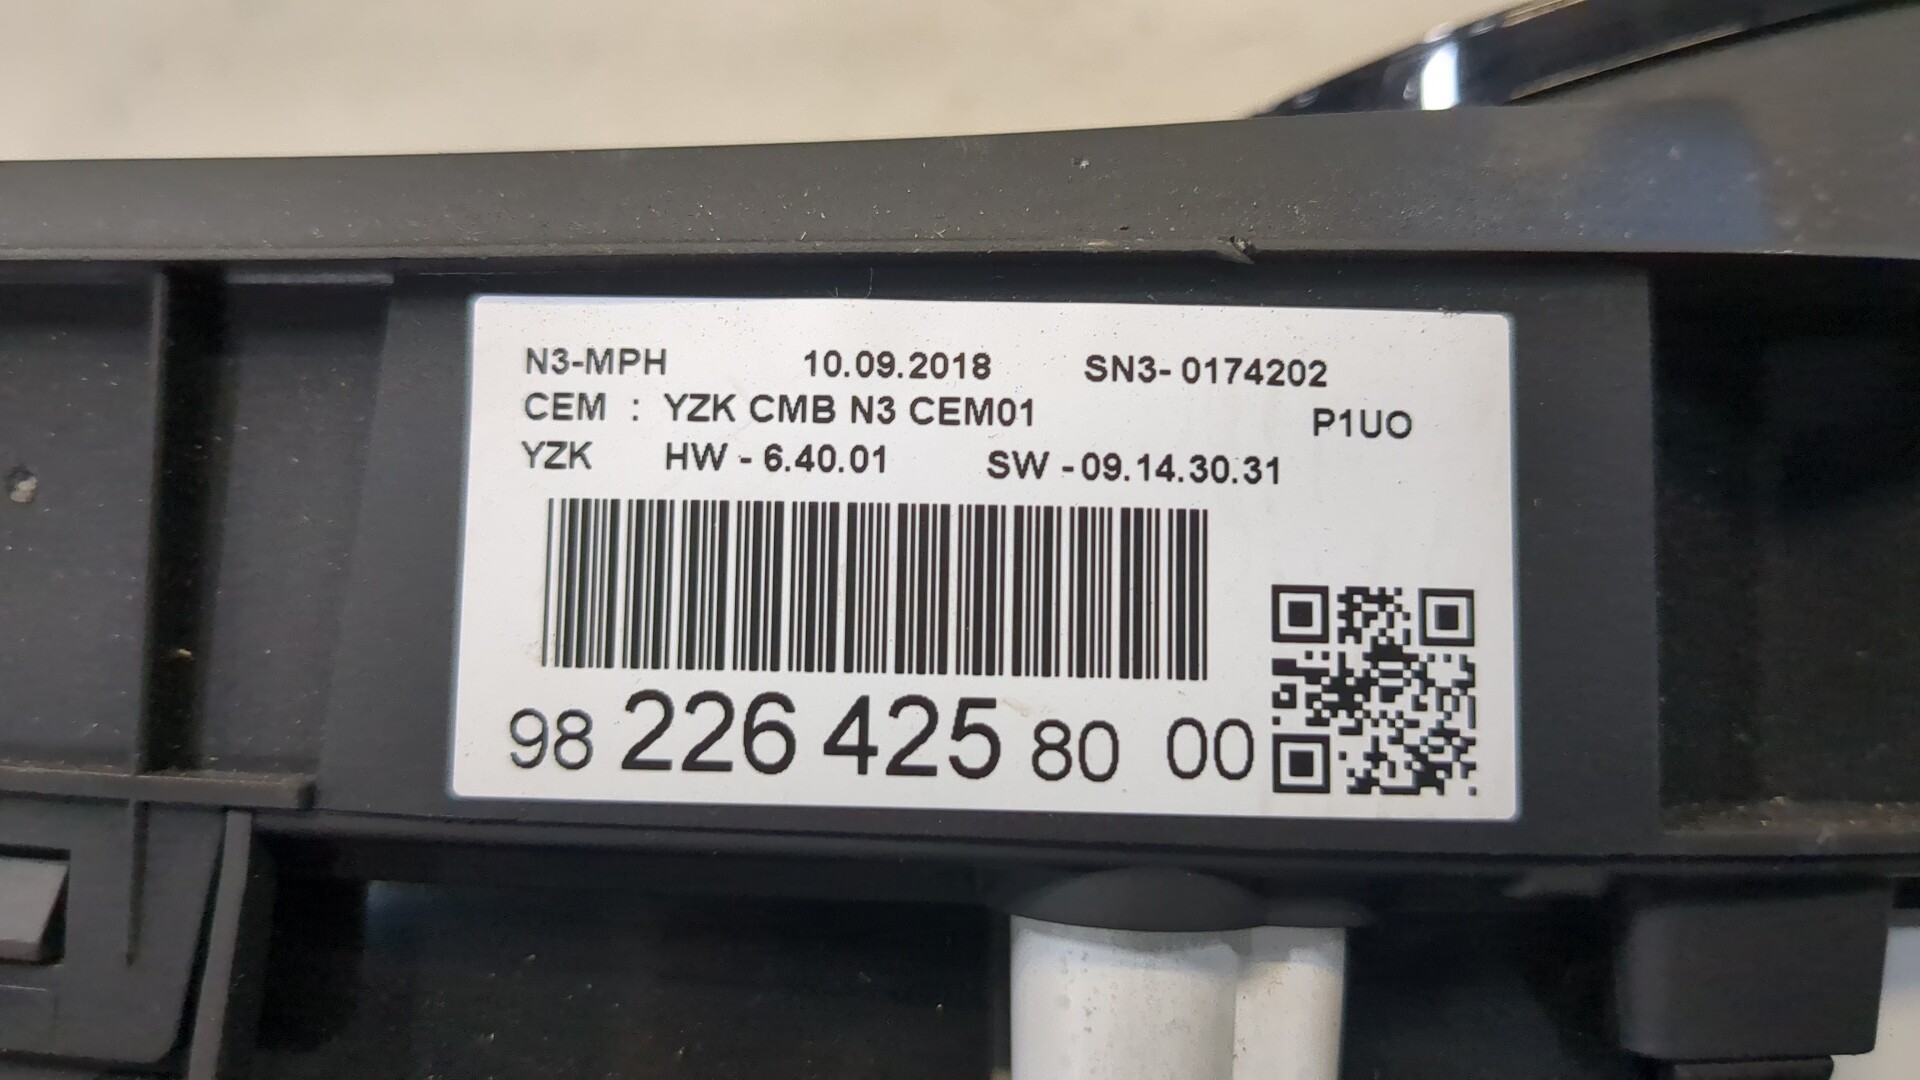 N3-MPH 10.09.2018 SN3- 0174202
CEM : YZK CMB N3 CEM01 P1UO
YZK HW - 6.40.01 SW -09.14.30.31
98 226 425 80 00